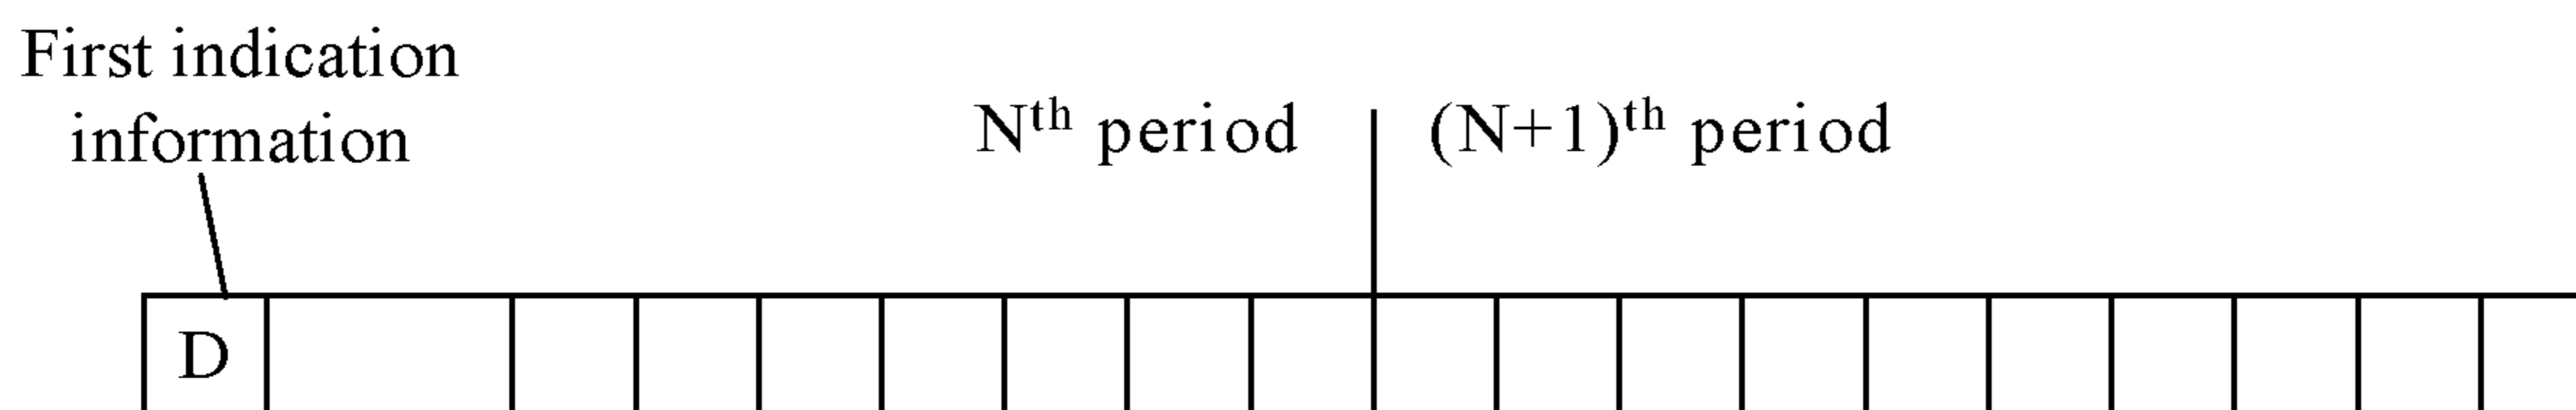 First indication
information
Nᵗʰ period
(N+1)ᵗʰ period
D